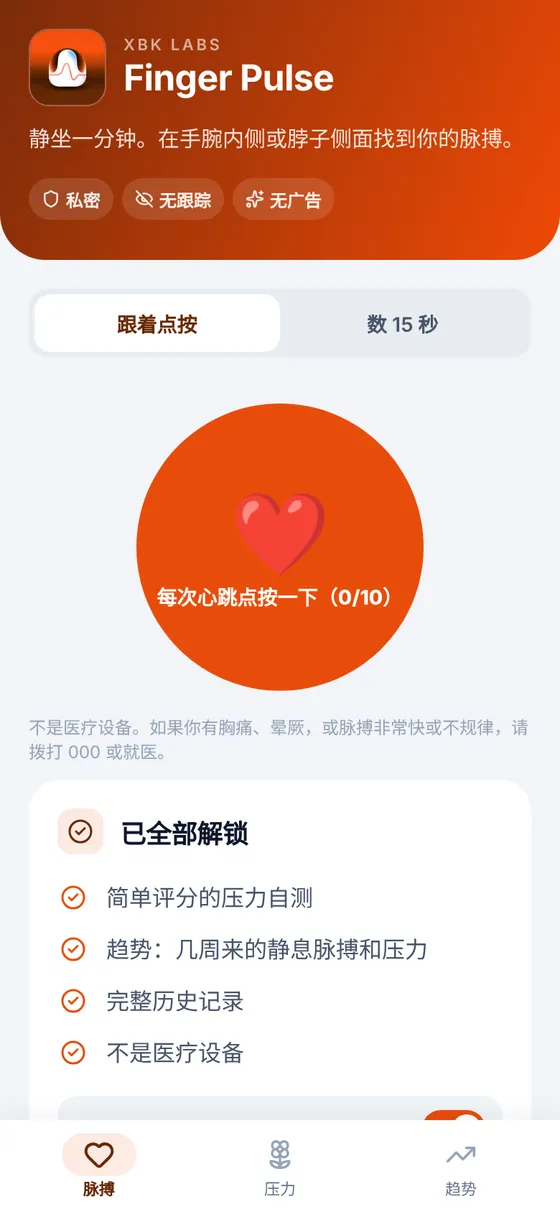 XBK LABS
Finger Pulse
静坐一分钟。在手腕内侧或脖子侧面找到你的脉搏。
私密
无跟踪
无广告
跟着点按
数 15 秒
每次心跳点按一下（0/10）
不是医疗设备。如果你有胸痛、晕厥，或脉搏非常快或不规律，请
拨打 000 或就医。
已全部解锁
简单评分的压力自测
趋势：几周来的静息脉搏和压力
完整历史记录
不是医疗设备
脉搏
压力
趋势